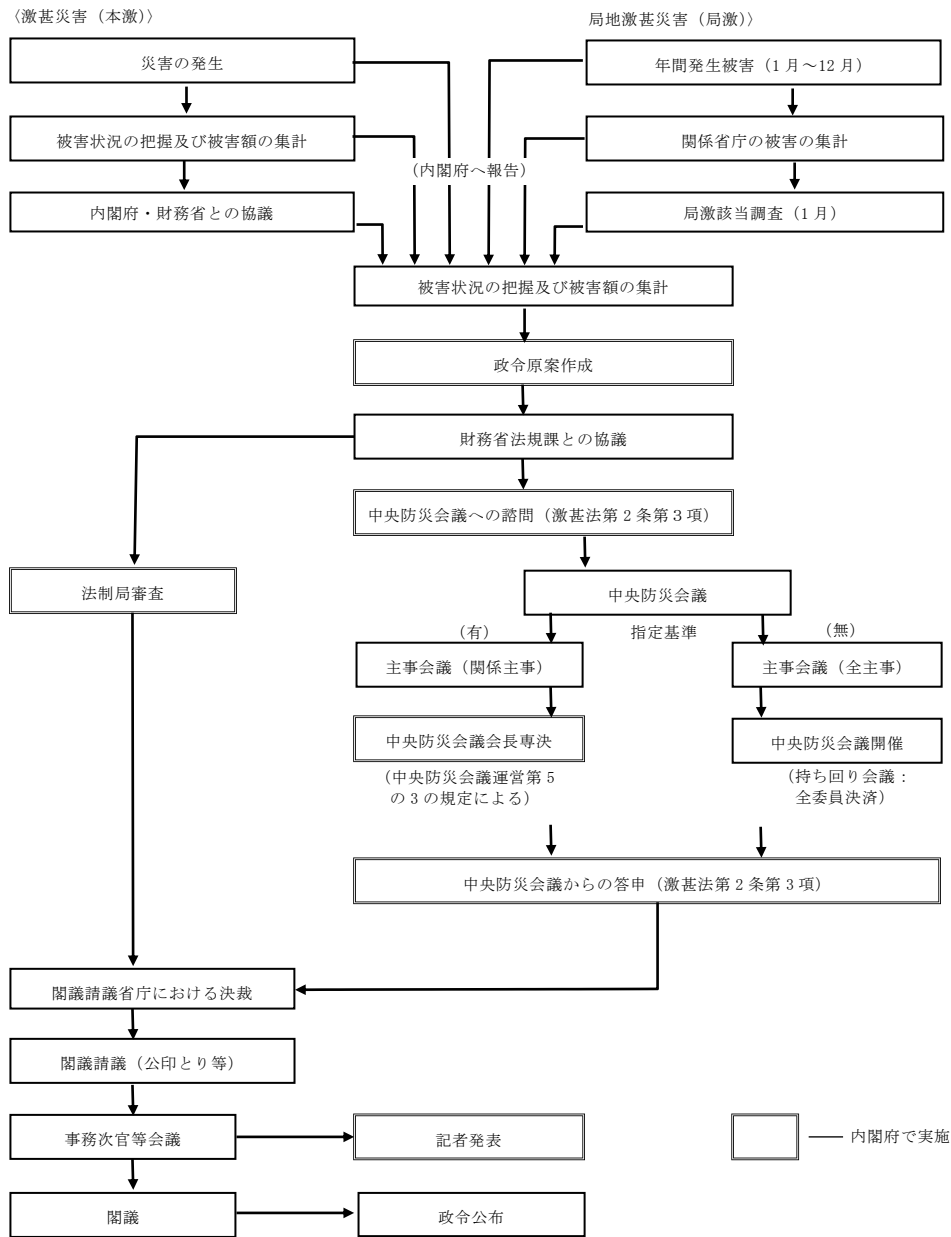 〈激甚災害（本激）〉
局地激甚災害（局激）〉
災害の発生
年間発生被害（1月～12月）
被害状況の把握及び被害額の集計
関係省庁の被害の集計
（内閣府へ報告）
内閣府・財務省との協議
局激該当調査（1月）
被害状況の把握及び被害額の集計
政令原案作成
財務省法規課との協議
中央防災会議への諮問（激甚法第2条第3項）
法制局審査
中央防災会議
（有）
指定基準
（無）
主事会議（関係主事）
主事会議（全主事）
中央防災会議会長専決
中央防災会議開催
（中央防災会議運営第5
の3の規定による）
（持ち回り会議：
全委員決済）
中央防災会議からの答申（激甚法第2条第3項）
閣議請議省庁における決裁
閣議請議（公印とり等）
事務次官等会議
記者発表
内閣府で実施
閣議
政令公布